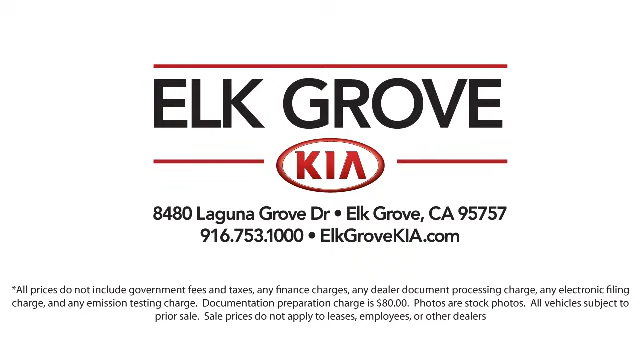 ELK GROVE
KIA
8480 Laguna Grove Dr • Elk Grove, CA 95757
916.753.1000 • ElkGroveKIA.com
*All prices do not include government fees and taxes, any finance charges, any dealer document processing charge, any electronic filing
charge, and any emission testing charge. Documentation preparation charge is $80.00. Photos are stock photos. All vehicles subject to
prior sale. Sale prices do not apply to leases, employees, or other dealers